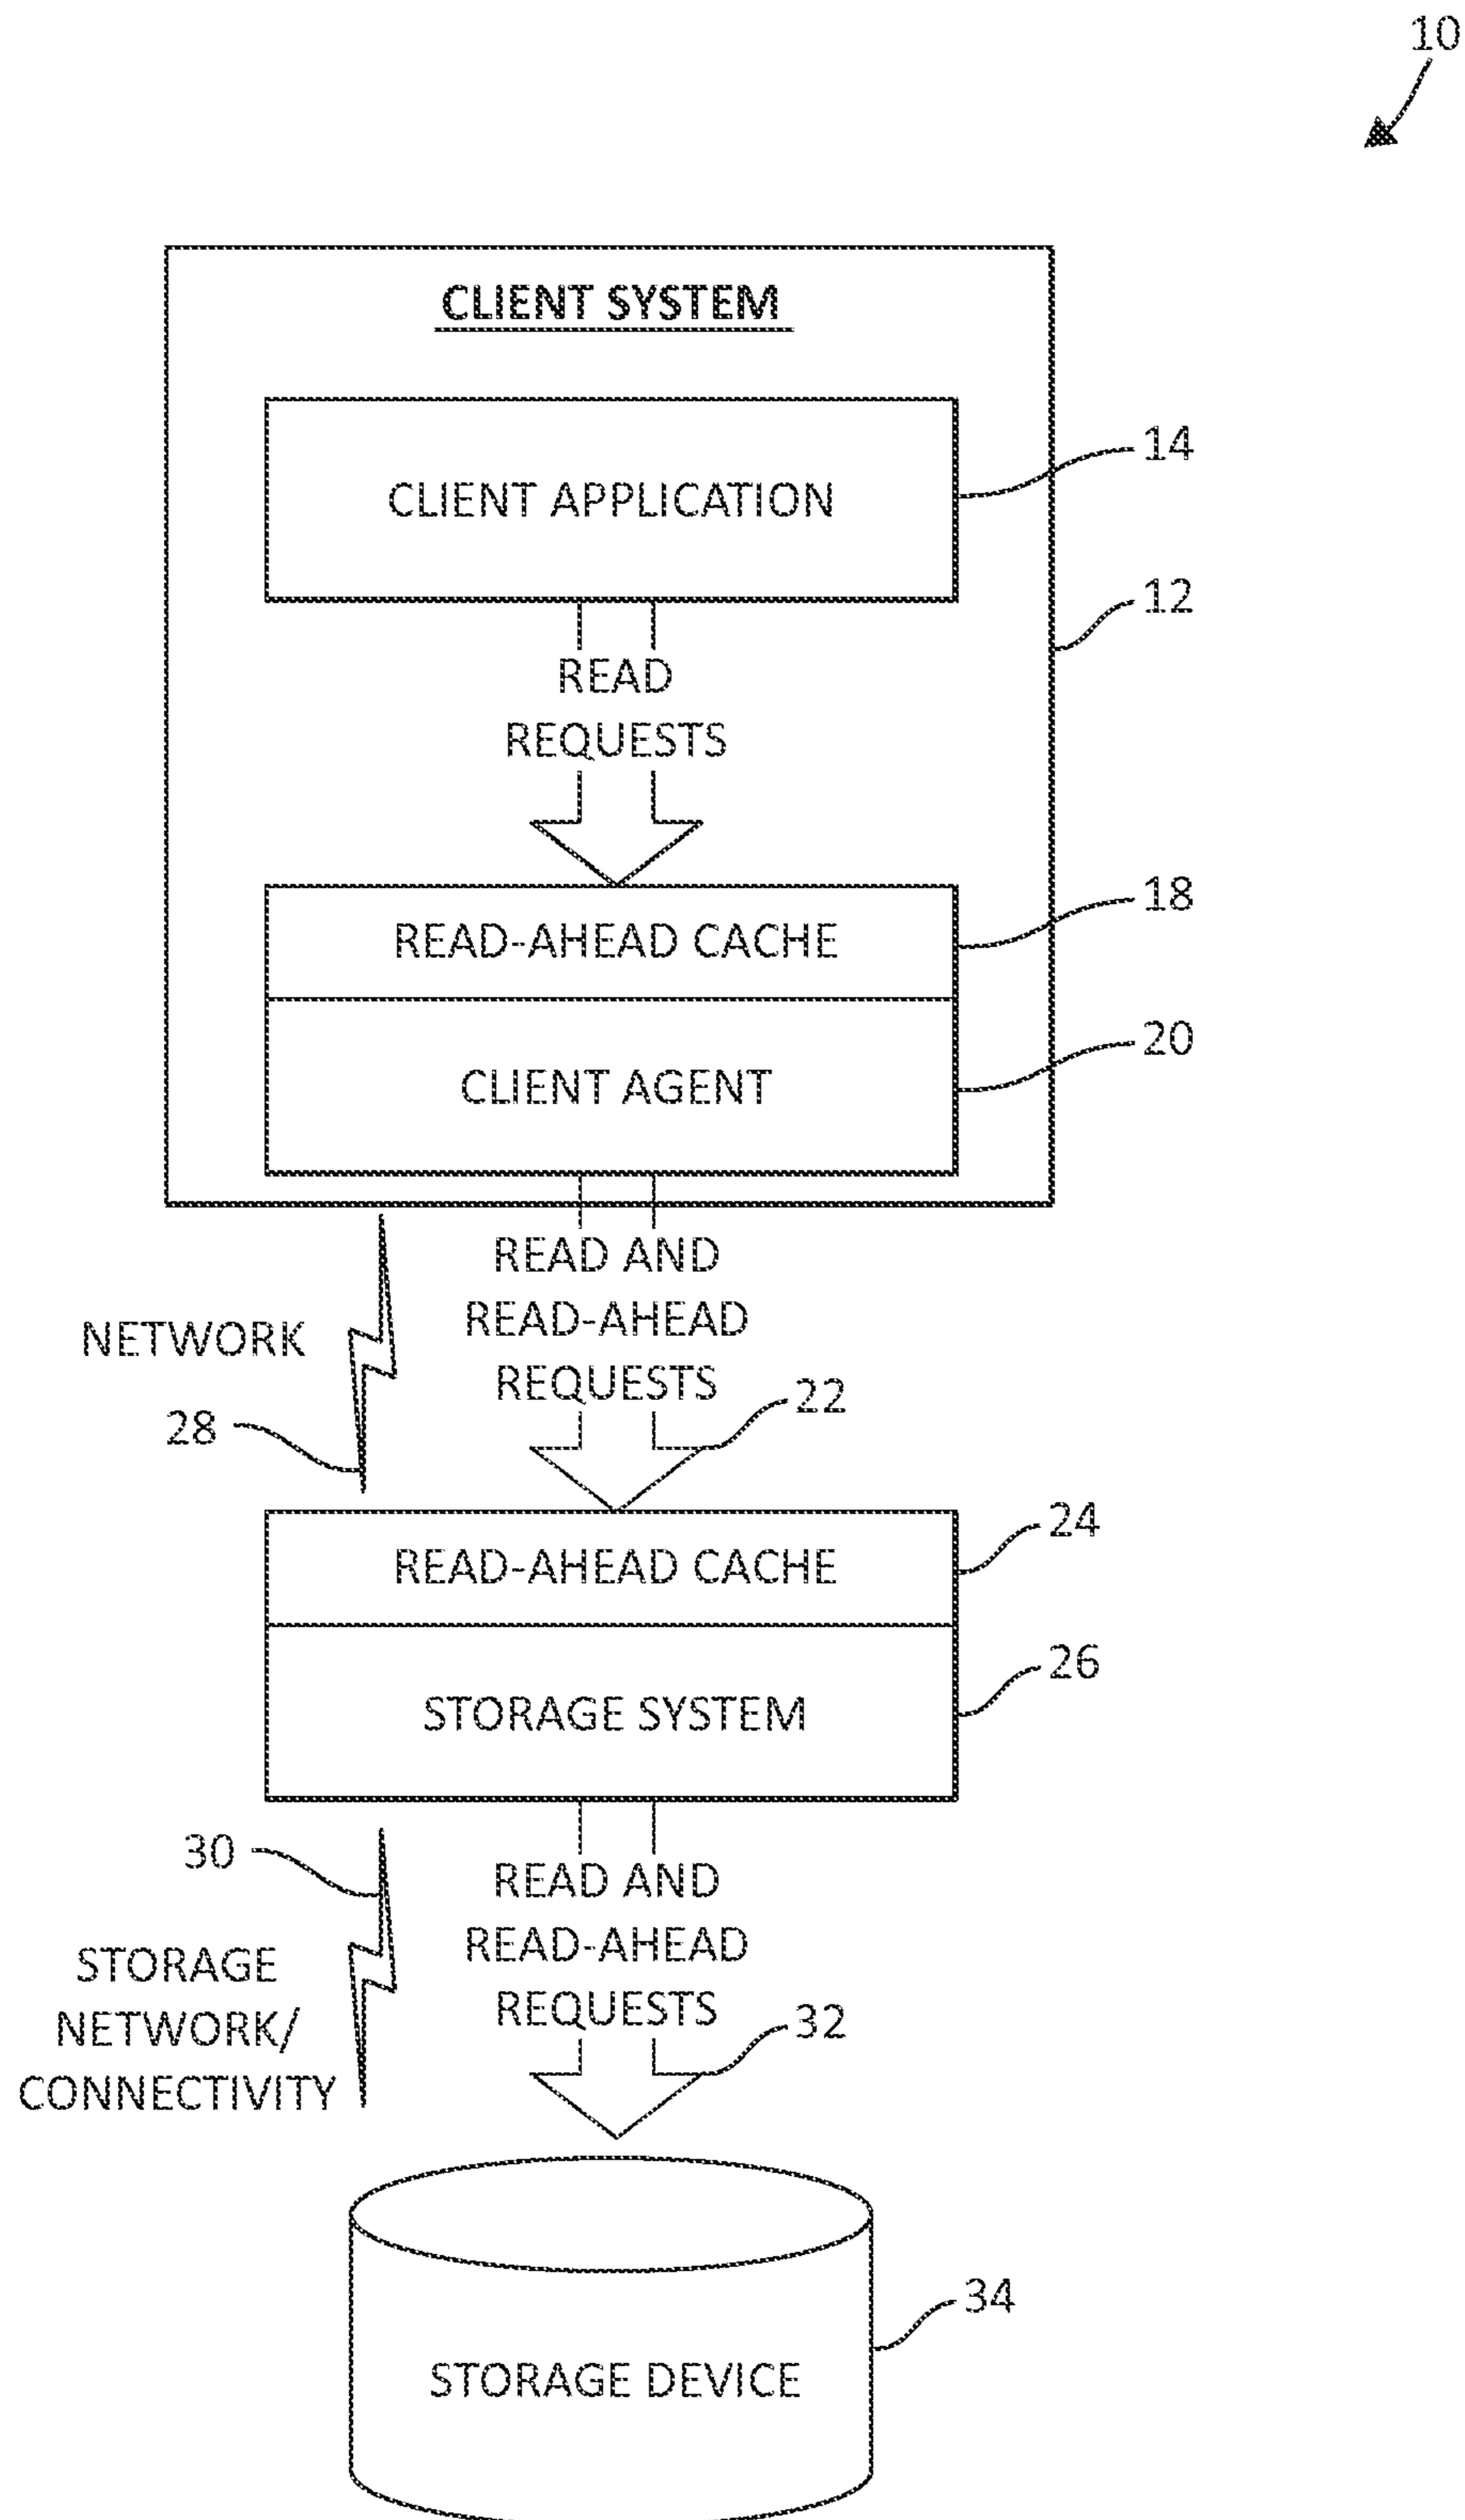 10
CLIENT SYSTEM
14
CLIENT APPLICATION
12
READ
REQUESTS
18
READ-AHEAD CACHE
20
CLIENT AGENT
READ AND
READ-AHEAD
NETWORK
REQUESTS
22
28
24
READ-AHEAD CACHE
26
STORAGE SYSTEM
30
READ AND
READ-AHEAD
STORAGE
REQUESTS
32
NETWORK/
CONNECTIVITY
34
STORAGE DEVICE